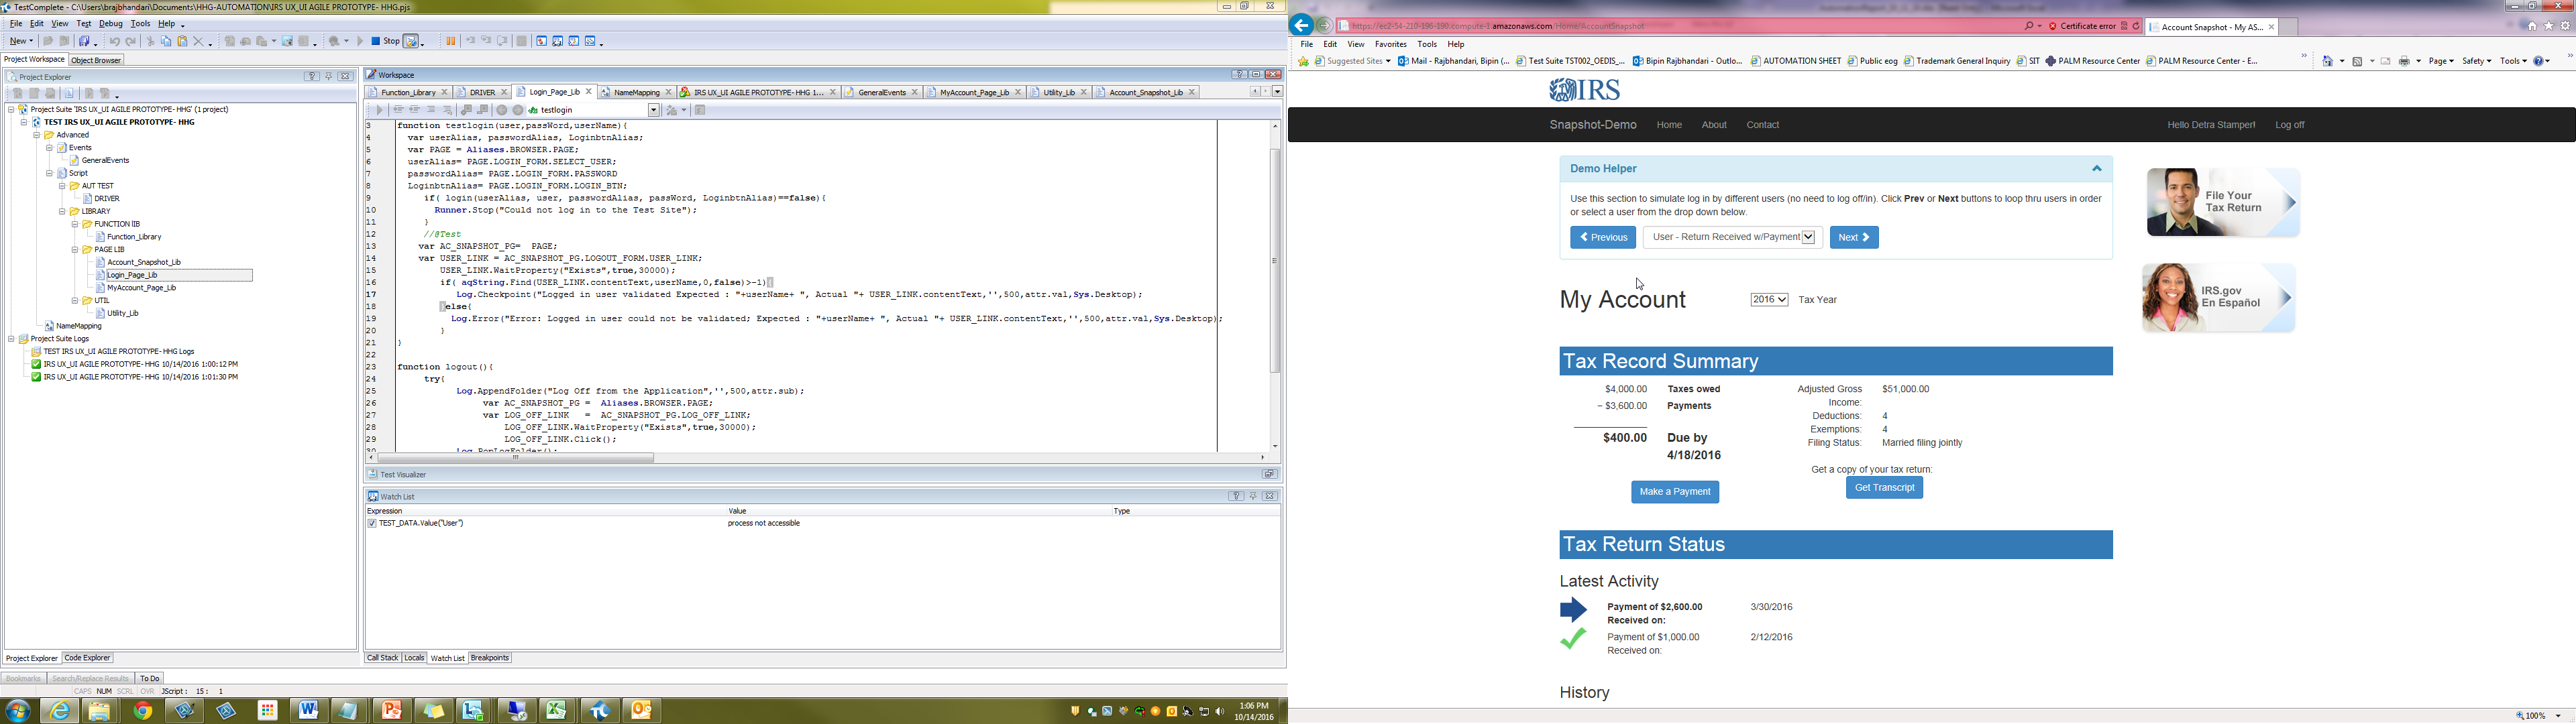 TestComplete - C:\Users\brajbhandari\Documents\HHG-AUTOMATION\IRS UX_UI AGILE PROTOTYPE- HHG.pjs
File Edit View Test Debug Tools Help
New Stop
Project Workspace Object Browser
Project Explorer
Project Suite 'IRS UX_UI AGILE PROTOTYPE- HHG' (1 project)
TEST IRS UX_UI AGILE PROTOTYPE- HHG
Advanced
Events
GeneralEvents
Script
AUT TEST
DRIVER
LIBRARY
FUNCTION lIB
Function_Library
PAGE LIB
Account_Snapshot_Lib
Login_Page_Lib
MyAccount_Page_Lib
UTIL
Utility_Lib
NameMapping
Project Suite Logs
TEST IRS UX_UI AGILE PROTOTYPE- HHG Logs
IRS UX_UI AGILE PROTOTYPE- HHG 10/14/2016 1:00:12 PM
IRS UX_UI AGILE PROTOTYPE- HHG 10/14/2016 1:01:30 PM
Project Explorer Code Explorer
Workspace
Function_Library DRIVER Login_Page_Lib NameMapping IRS UX_UI AGILE PROTOTYPE- HHG 1... GeneralEvents MyAccount_Page_Lib Utility_Lib Account_Snapshot_Lib
testlogin
3 function testlogin(user,passWord,userName){
4 var userAlias, passwordAlias, LoginbtnAlias;
5 var PAGE = Aliases.BROWSER.PAGE;
6 userAlias= PAGE.LOGIN_FORM.SELECT_USER;
7 passwordAlias= PAGE.LOGIN_FORM.PASSWORD
8 LoginbtnAlias= PAGE.LOGIN_FORM.LOGIN_BTN;
9 if( login(userAlias, user, passwordAlias, passWord, LoginbtnAlias)==false){
10 Runner.Stop("Could not log in to the Test Site");
11 }
12 //@Test
13 var AC_SNAPSHOT_PG= PAGE;
14 var USER_LINK = AC_SNAPSHOT_PG.LOGOUT_FORM.USER_LINK;
15 USER_LINK.WaitProperty("Exists",true,30000);
16 if( aqString.Find(USER_LINK.contentText,userName,0,false)>-1){
17 Log.Checkpoint("Logged in user validated Expected : "+userName+ ", Actual "+ USER_LINK.contentText,'',500,attr.val,Sys.Desktop);
18 }else{
19 Log.Error("Error: Logged in user could not be validated; Expected : "+userName+ ", Actual "+ USER_LINK.contentText,'',500,attr.val,Sys.Desktop);
20 }
21 }
22
23 function logout(){
24 try{
25 Log.AppendFolder("Log Off from the Application",'',500,attr.sub);
26 var AC_SNAPSHOT_PG = Aliases.BROWSER.PAGE;
27 var LOG_OFF_LINK = AC_SNAPSHOT_PG.LOG_OFF_LINK;
28 LOG_OFF_LINK.WaitProperty("Exists",true,30000);
29 LOG_OFF_LINK.Click();
30 Log.PopLogFolder();
Test Visualizer
Watch List
Expression Value Type
TEST_DATA.Value("User") process not accessible
Call Stack Locals Watch List Breakpoints
Bookmarks Search/Replace Results To Do
CAPS NUM SCRL OVR JScript : 15 : 1
1:06 PM
10/14/2016
https://ec2-54-210-196-190.compute-1.amazonaws.com/Home/AccountSnapshot
Certificate error
Account Snapshot - My AS...
File Edit View Favorites Tools Help
Suggested Sites Mail - Rajbhandari, Bipin (... Test Suite TST002_OEDIS_... Bipin Rajbhandari - Outlo... AUTOMATION SHEET Public eog Trademark General Inquiry SIT PALM Resource Center PALM Resource Center - E... Page Safety Tools
IRS
Snapshot-Demo Home About Contact Hello Detra Stamper! Log off
Demo Helper
Use this section to simulate log in by different users (no need to log off/in). Click Prev or Next buttons to loop thru users in order
or select a user from the drop down below.
Previous User - Return Received w/Payment Next
File Your
Tax Return
IRS.gov
En Español
My Account 2016 Tax Year
Tax Record Summary
$4,000.00 Taxes owed
− $3,600.00 Payments
$400.00 Due by
4/18/2016
Make a Payment
Adjusted Gross $51,000.00
Income:
Deductions: 4
Exemptions: 4
Filing Status: Married filing jointly
Get a copy of your tax return:
Get Transcript
Tax Return Status
Latest Activity
Payment of $2,600.00 3/30/2016
Received on:
Payment of $1,000.00 2/12/2016
Received on:
History
100%